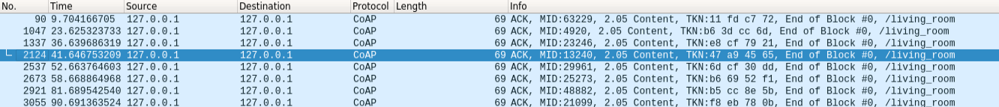 No. Time Source Destination Protocol Length Info
90 9.704166705 127.0.0.1 127.0.0.1 CoAP 69 ACK, MID:63229, 2.05 Content, TKN:11 fd c7 72, End of Block #0, /living_room
1047 23.625323733 127.0.0.1 127.0.0.1 CoAP 69 ACK, MID:4920, 2.05 Content, TKN:b6 3d cc 6d, End of Block #0, /living_room
1337 36.639686319 127.0.0.1 127.0.0.1 CoAP 69 ACK, MID:23246, 2.05 Content, TKN:e8 cf 79 21, End of Block #0, /living_room
2124 41.646753209 127.0.0.1 127.0.0.1 CoAP 69 ACK, MID:13240, 2.05 Content, TKN:47 a9 45 65, End of Block #0, /living_room
2537 52.663764603 127.0.0.1 127.0.0.1 CoAP 69 ACK, MID:29961, 2.05 Content, TKN:6d cf 30 dd, End of Block #0, /living_room
2673 58.668864968 127.0.0.1 127.0.0.1 CoAP 69 ACK, MID:25273, 2.05 Content, TKN:b6 69 52 f1, End of Block #0, /living_room
2921 81.689542540 127.0.0.1 127.0.0.1 CoAP 69 ACK, MID:48882, 2.05 Content, TKN:b5 cc 8e 5b, End of Block #0, /living_room
3055 90.691363524 127.0.0.1 127.0.0.1 CoAP 69 ACK, MID:21099, 2.05 Content, TKN:f8 eb 78 0b, End of Block #0, /living_room